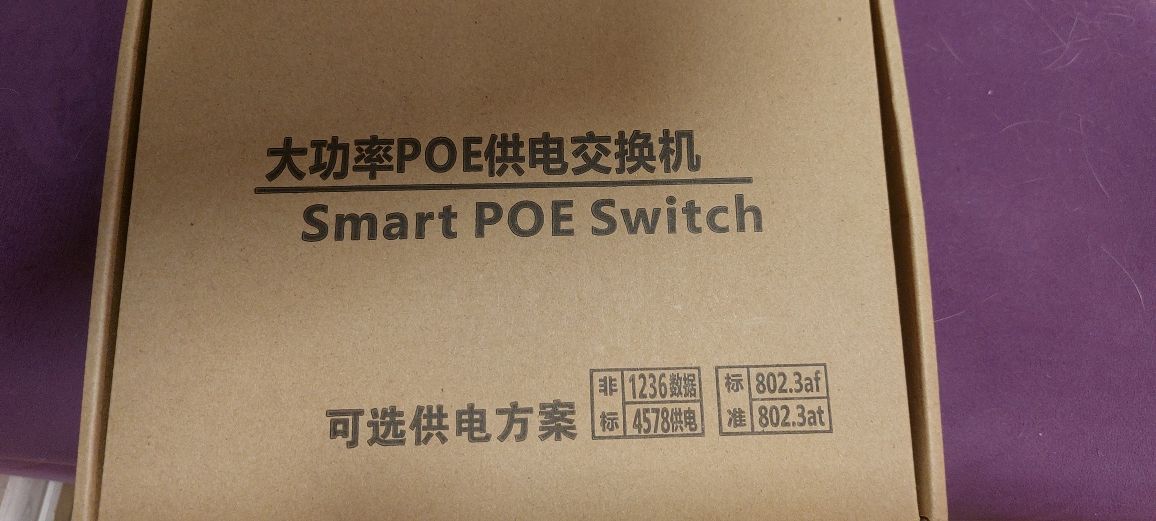 大功率POE供电交换机
Smart POE Switch
可选供电方案
非标
1236数据
4578供电
标准
802.3af
802.3at